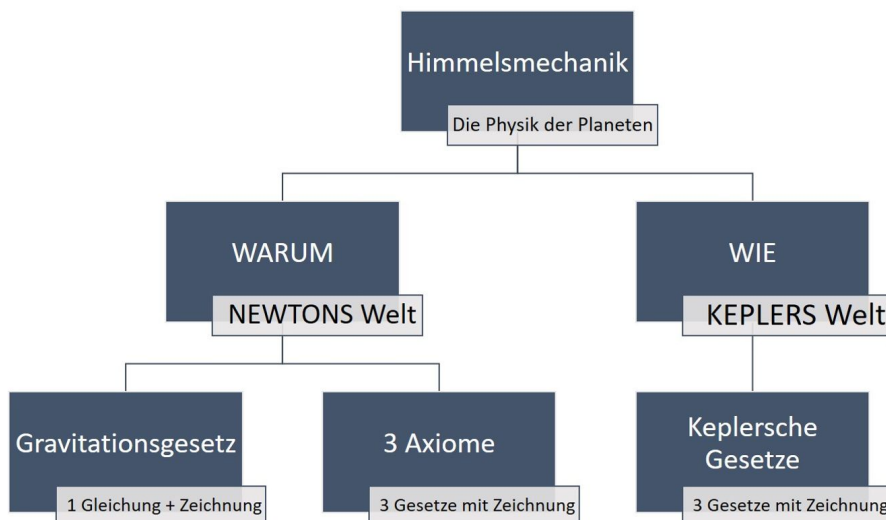 Himmelsmechanik
Die Physik der Planeten
WARUM
NEWTONS Welt
WIE
KEPLERS Welt
Gravitationsgesetz
1 Gleichung + Zeichnung
3 Axiome
3 Gesetze mit Zeichnung
Keplersche
Gesetze
3 Gesetze mit Zeichnung